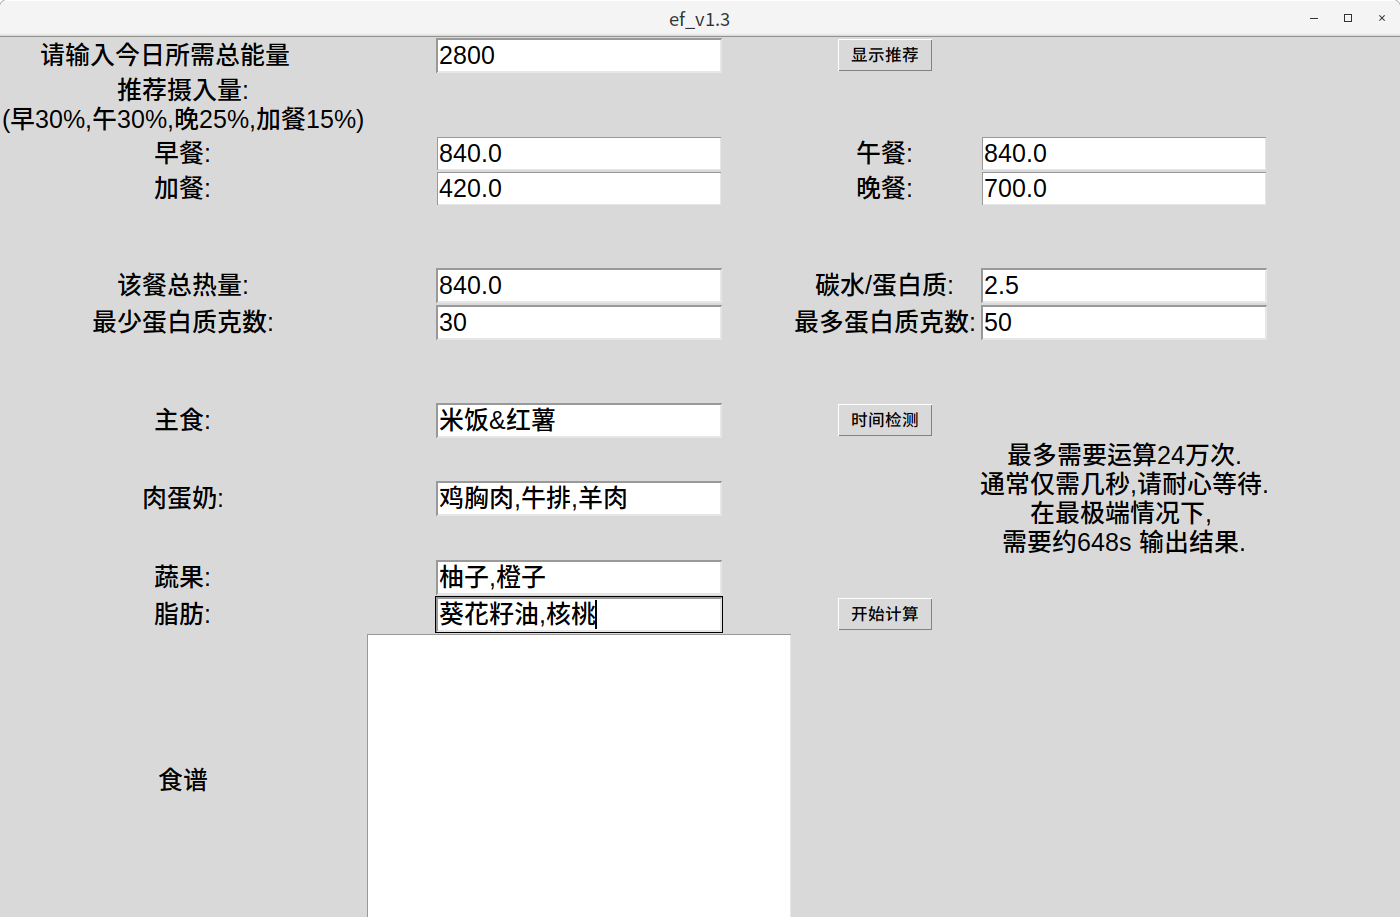 ef_v1.3
请输入今日所需总能量 2800 显示推荐
推荐摄入量:
(早30%,午30%,晚25%,加餐15%)
早餐: 840.0 午餐: 840.0
加餐: 420.0 晚餐: 700.0
该餐总热量: 840.0 碳水/蛋白质: 2.5
最少蛋白质克数: 30 最多蛋白质克数: 50
主食: 米饭&红薯 时间检测
最多需要运算24万次.
通常仅需几秒,请耐心等待.
在最极端情况下,
需要约648s 输出结果.
肉蛋奶: 鸡胸肉,牛排,羊肉
蔬果: 柚子,橙子
脂肪: 葵花籽油,核桃 开始计算
食谱